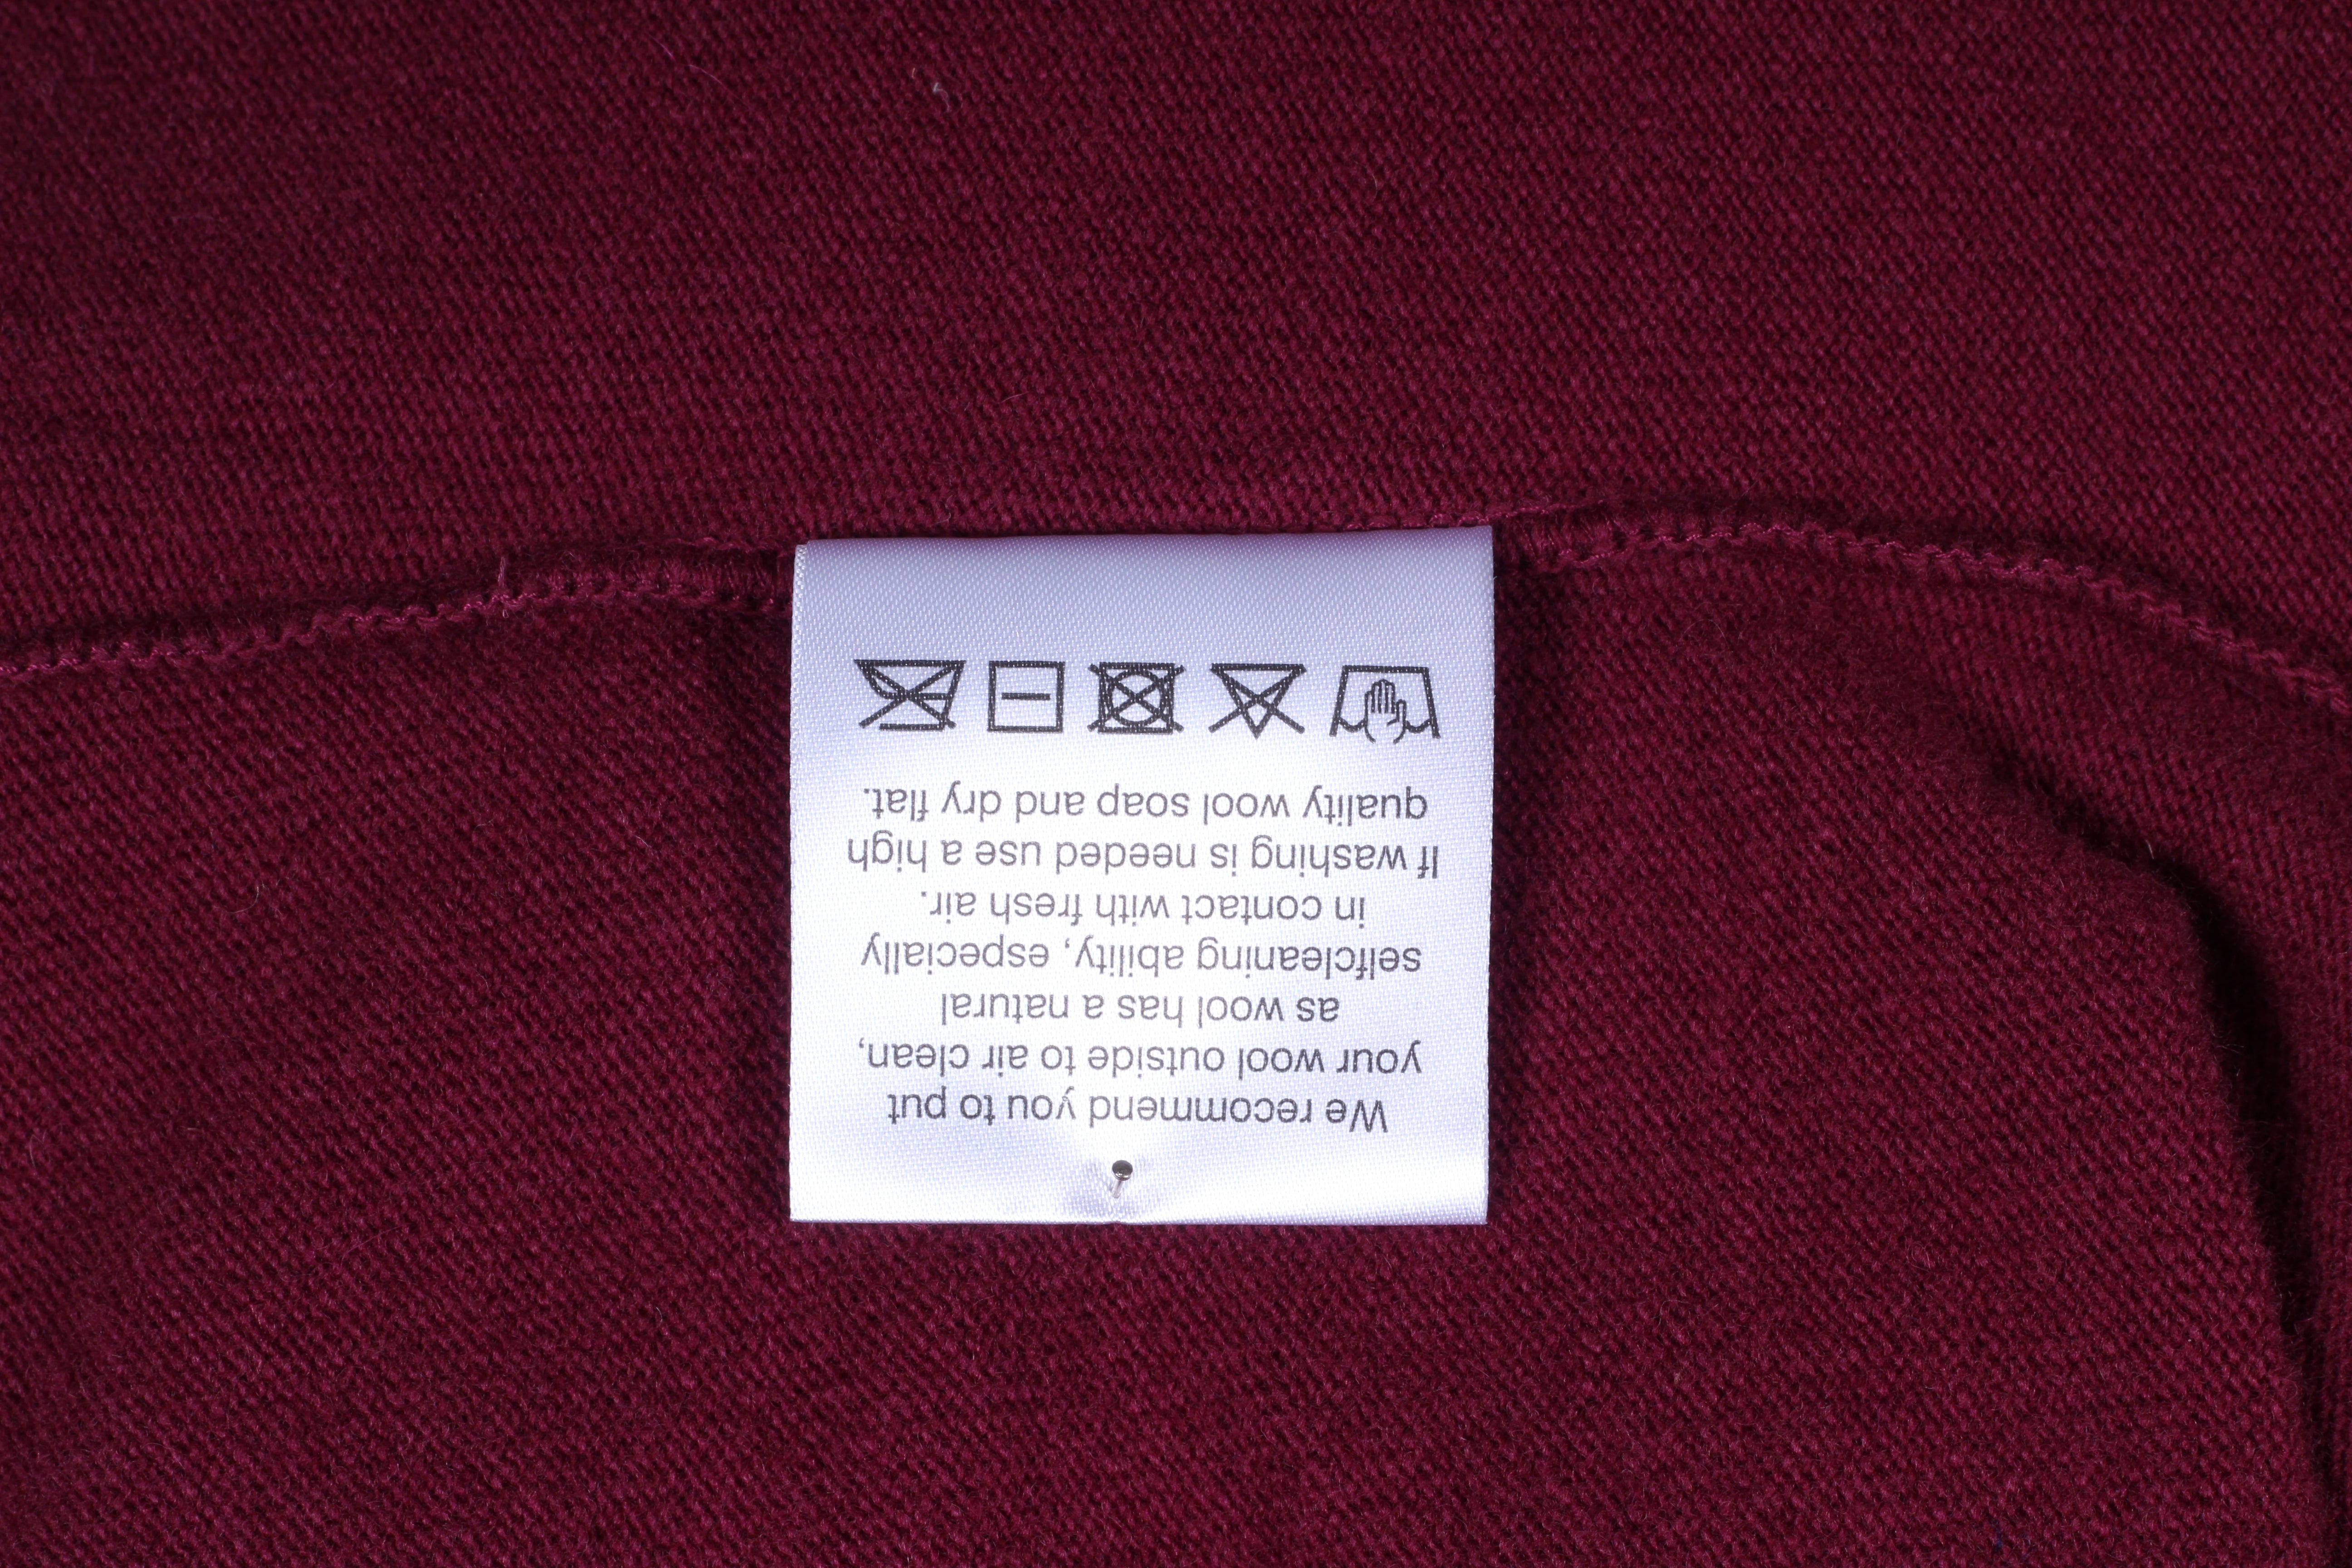 We recommend you to put
your wool outside to air clean,
as wool has a natural
selfcleaning ability, especially
in contact with fresh air.
If washing is needed use a high
quality wool soap and dry flat.